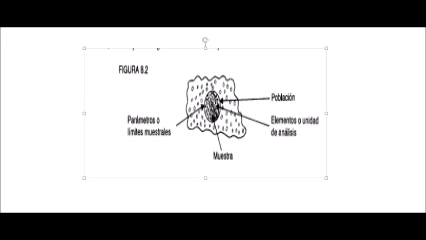 FIGURA 8.2
Población
Parámetros o
límites muestrales
Elementos o unidad
de análisis
Muestra